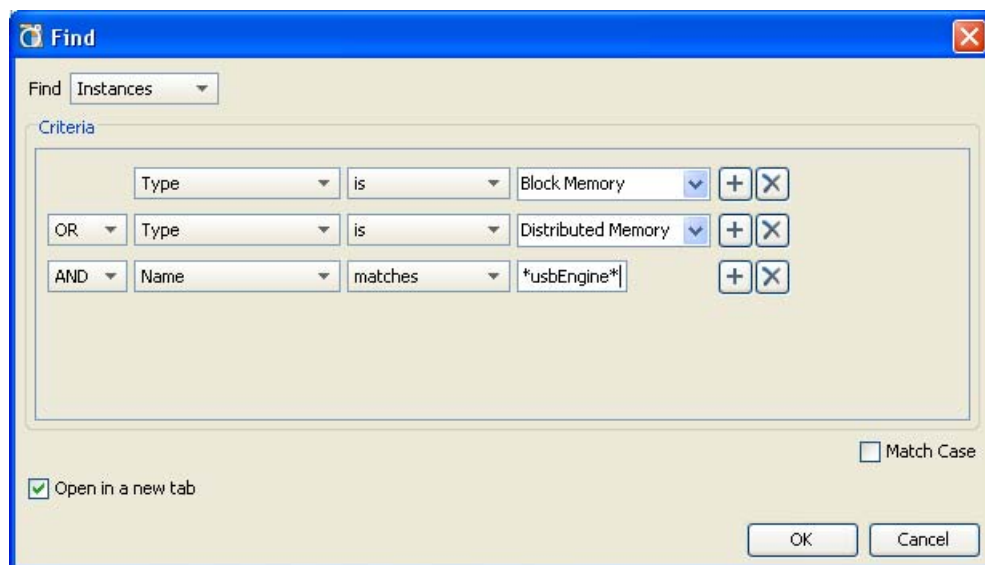 Find
Find Instances
Criteria
Type is Block Memory
OR Type is Distributed Memory
AND Name matches *usbEngine*
Match Case
Open in a new tab
OK Cancel